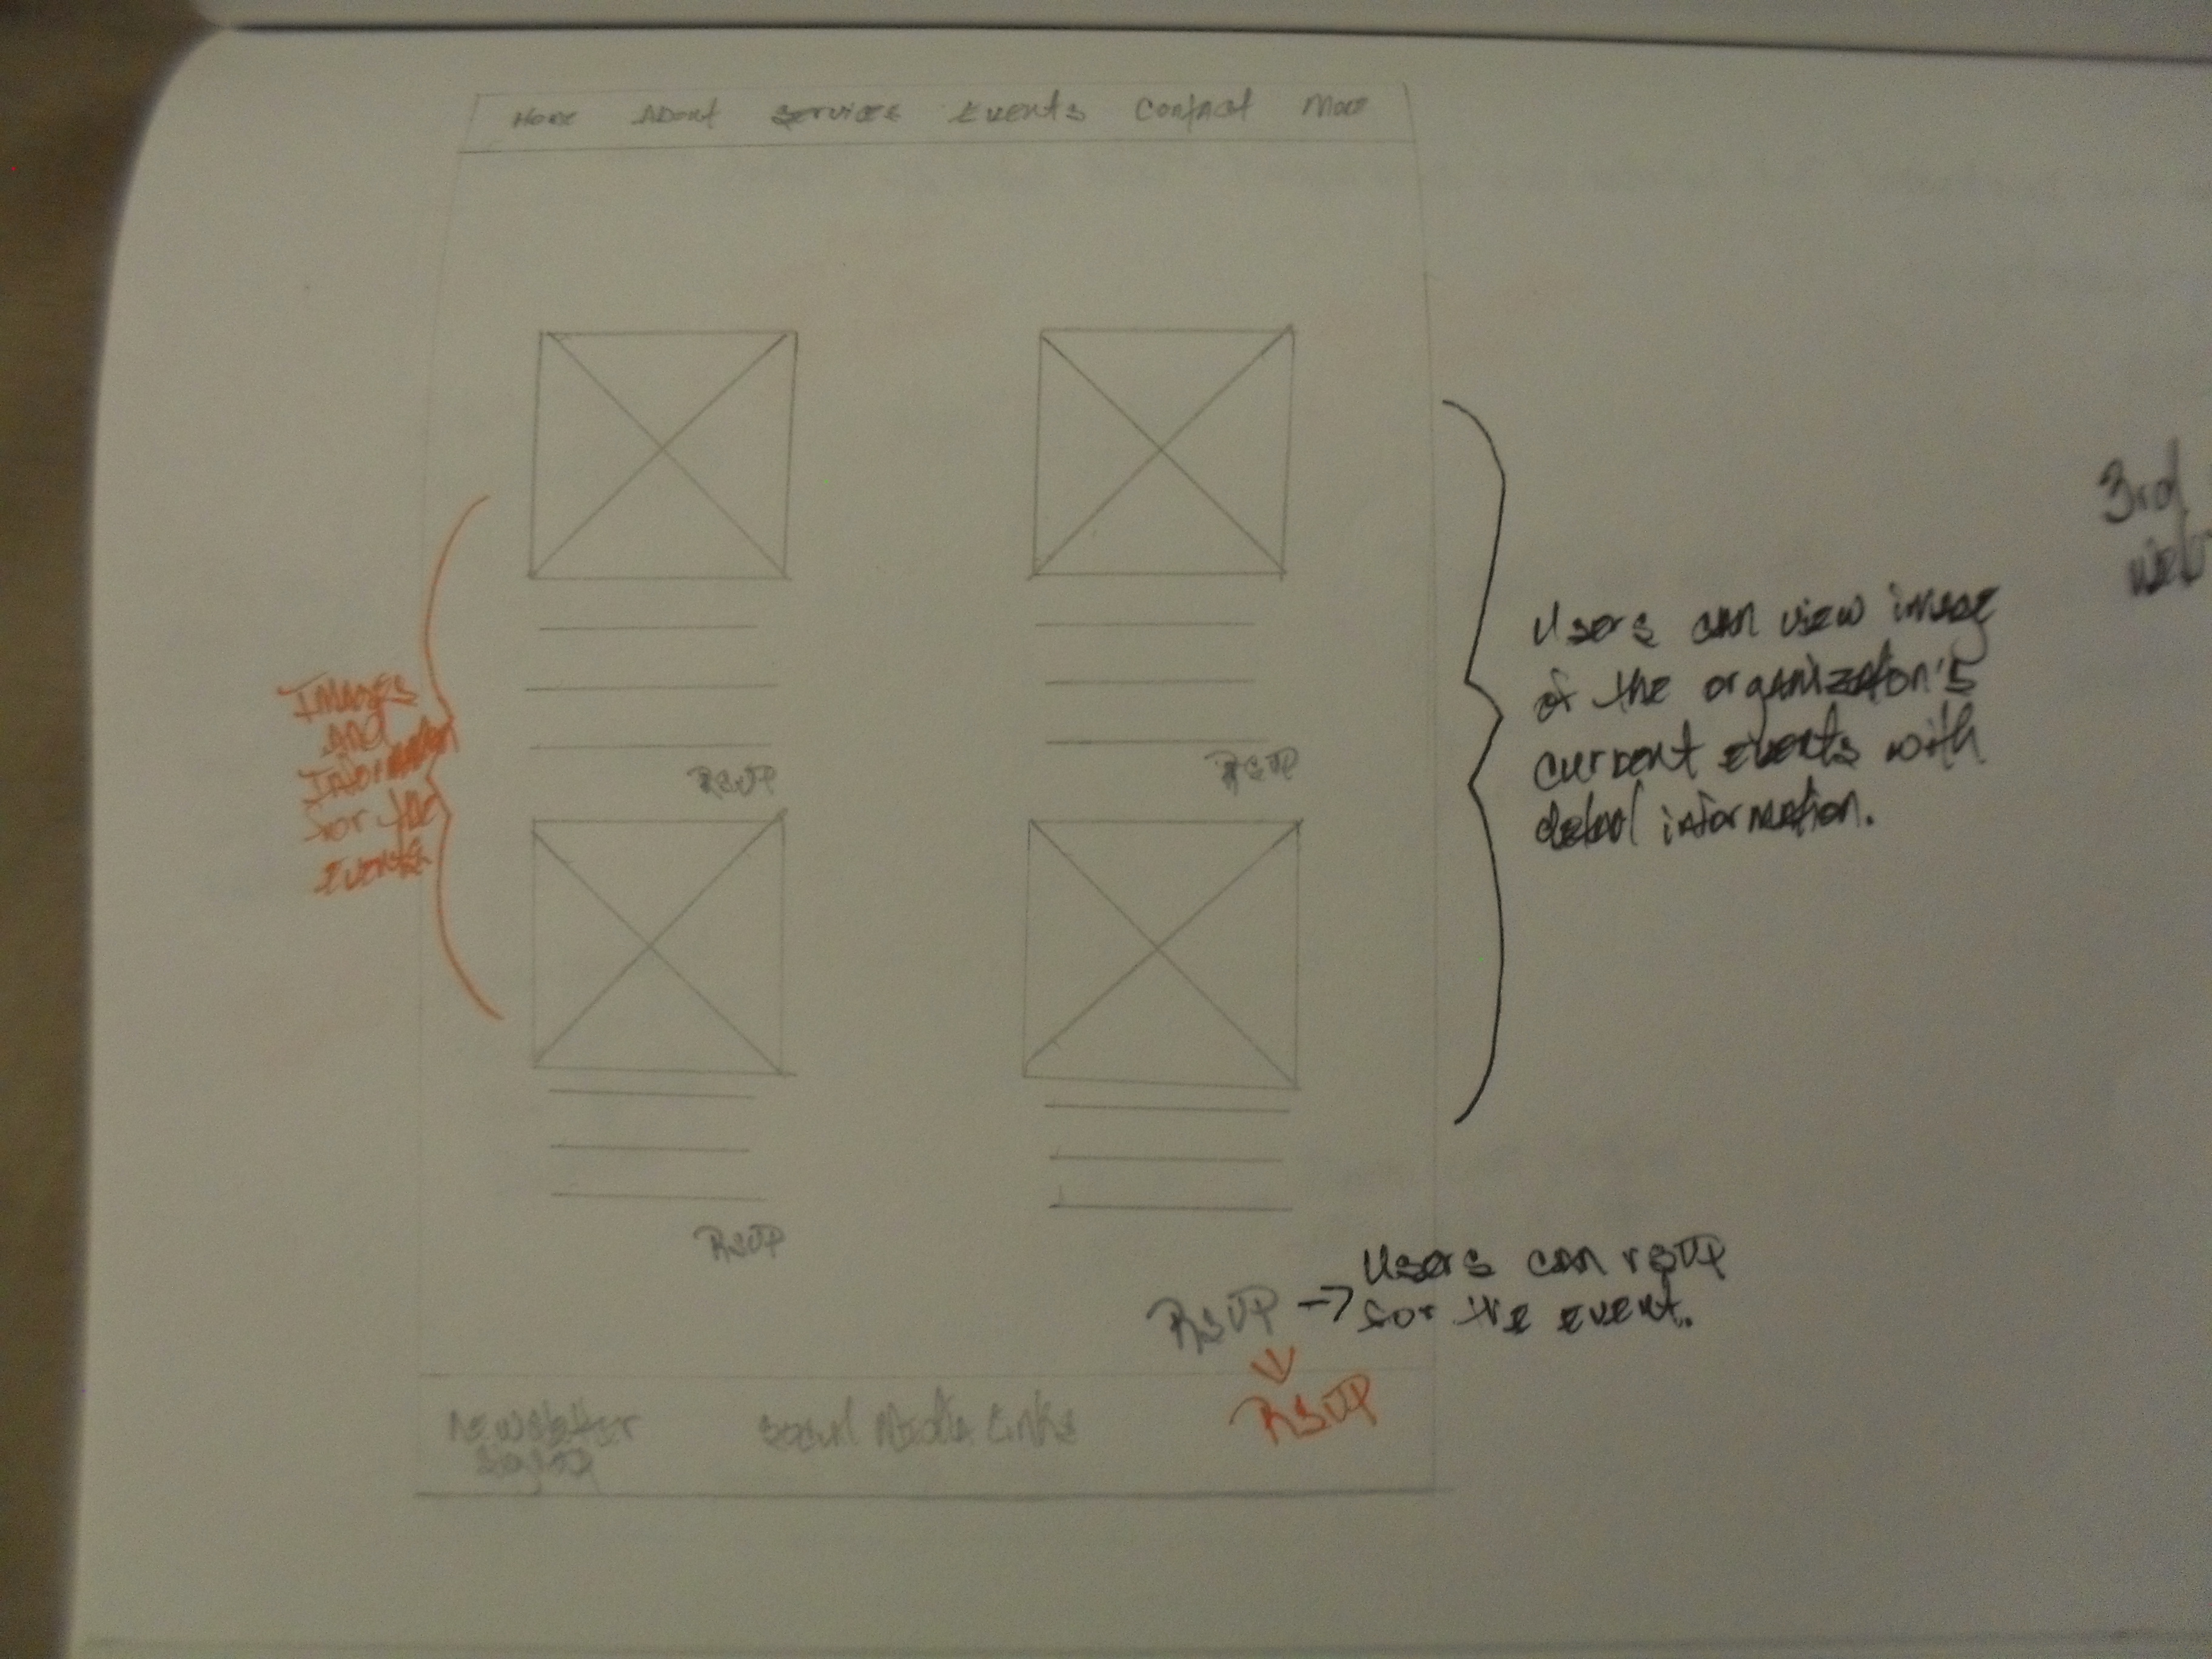 Home About Services Events Contact More
Images
and
Information
for the
Events
RSVP
RSVP
Users can view image
of the organizaton's
current events with
detail information.
3rd
RSVP
RSVP -> Users can rsvp
for the event.
RSVP
Newsletter
Signup
Social Media Links